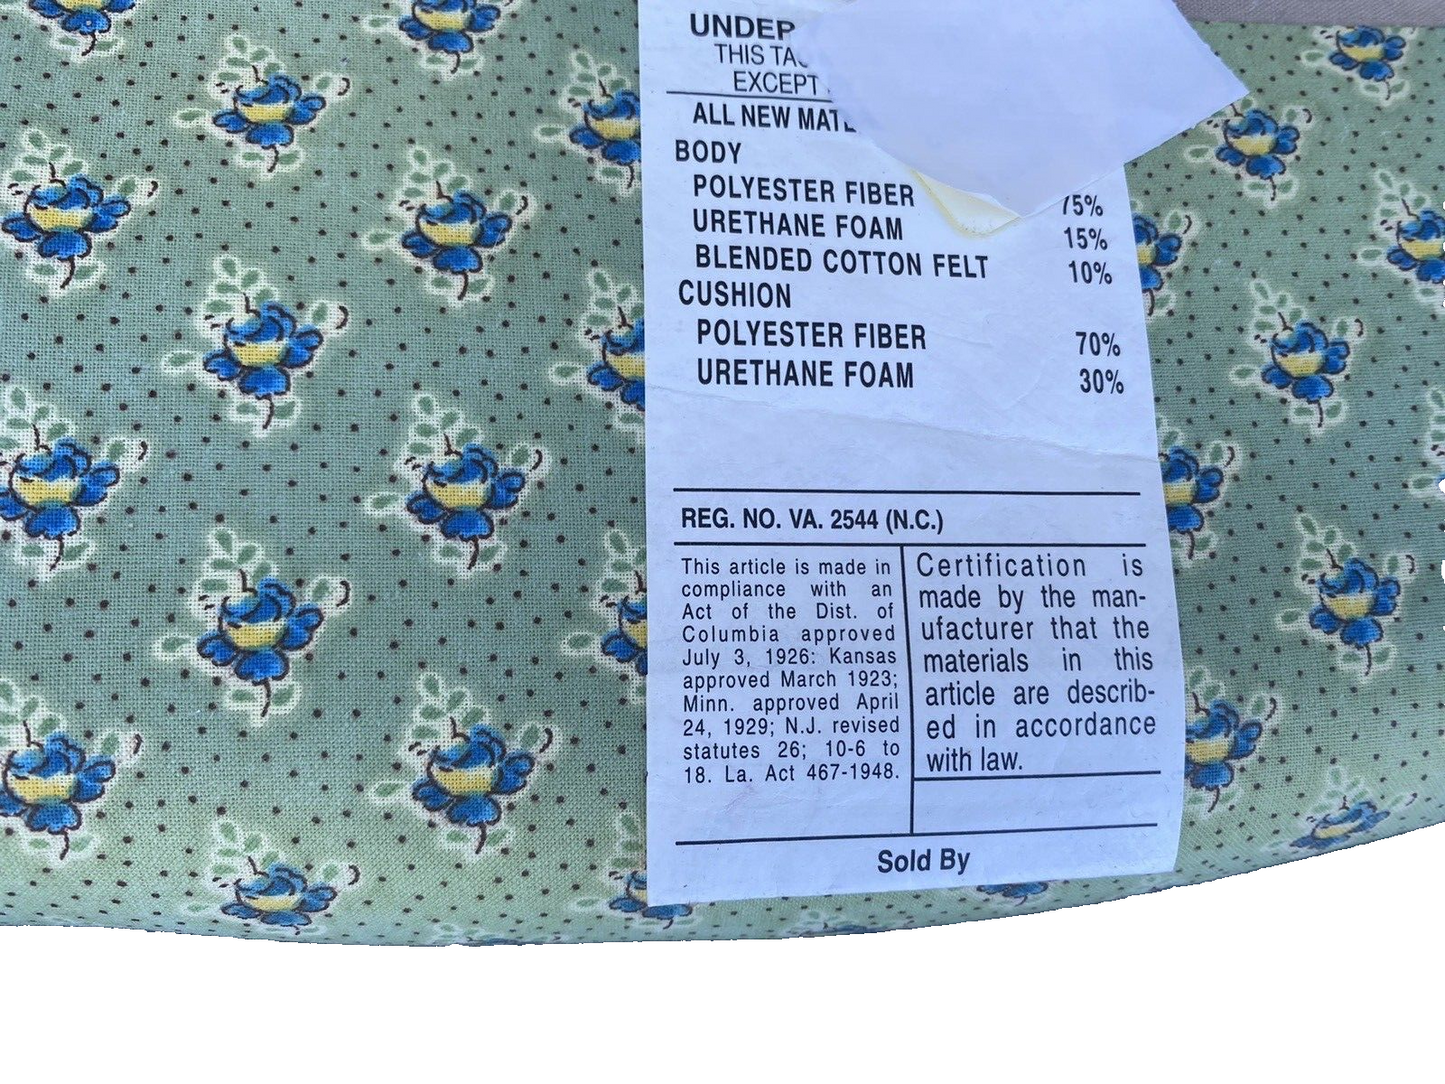 UNDER
THIS
EXCEPT
ALL NEW
BODY
POLYESTER FIBER 75%
URETHANE FOAM 15%
BLENDED COTTON FELT 10%
CUSHION
POLYESTER FIBER 70%
URETHANE FOAM 30%
REG. NO. VA. 2544 (N.C.)
This article is made in
compliance with an
Act of the Dist. of
Columbia approved
July 3, 1926: Kansas
approved March 1923;
Minn. approved April
24, 1929; N.J. revised
statutes 26; 10-6 to
18. La. Act 467-1948.
Certification is
made by the man-
ufacturer that the
materials in this
article are describ-
ed in accordance
with law.
Sold By